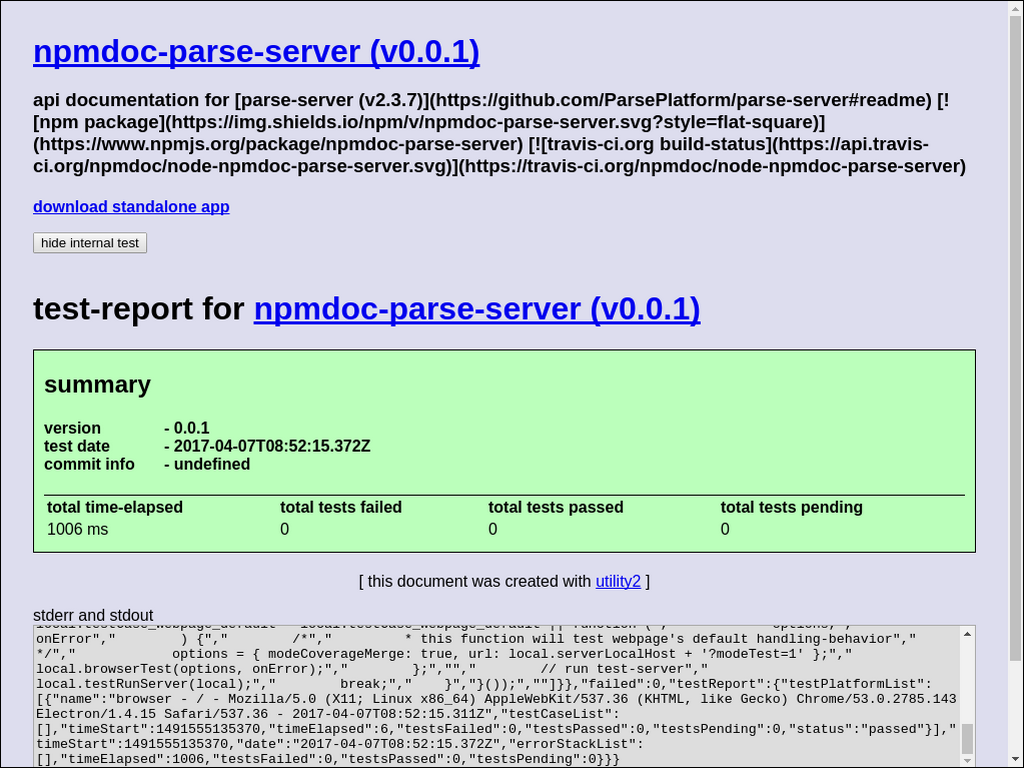 npmdoc-parse-server (v0.0.1)
api documentation for [parse-server (v2.3.7)](https://github.com/ParsePlatform/parse-server#readme) [!
[npm package](https://img.shields.io/npm/v/npmdoc-parse-server.svg?style=flat-square)]
(https://www.npmjs.org/package/npmdoc-parse-server) [![travis-ci.org build-status](https://api.travis-
ci.org/npmdoc/node-npmdoc-parse-server.svg)](https://travis-ci.org/npmdoc/node-npmdoc-parse-server)
download standalone app
hide internal test
test-report for npmdoc-parse-server (v0.0.1)
summary
version - 0.0.1
test date - 2017-04-07T08:52:15.372Z
commit info - undefined
total time-elapsed total tests failed total tests passed total tests pending
1006 ms 0 0 0
[ this document was created with utility2 ]
stderr and stdout
onError"," ) {"," /*"," * this function will test webpage's default handling-behavior","
*/"," options = { modeCoverageMerge: true, url: local.serverLocalHost + '?modeTest=1' };","
local.browserTest(options, onError);"," };",""," // run test-server","
local.testRunServer(local);"," break;"," }","}());",""]}},"failed":0,"testReport":{"testPlatformList":
[{"name":"browser - / - Mozilla/5.0 (X11; Linux x86_64) AppleWebKit/537.36 (KHTML, like Gecko) Chrome/53.0.2785.143
Electron/1.4.15 Safari/537.36 - 2017-04-07T08:52:15.311Z","testCaseList":
[],"timeStart":1491555135370,"timeElapsed":6,"testsFailed":0,"testsPassed":0,"testsPending":0,"status":"passed"}],"
timeStart":1491555135370,"date":"2017-04-07T08:52:15.372Z","errorStackList":
[],"timeElapsed":1006,"testsFailed":0,"testsPassed":0,"testsPending":0}}}